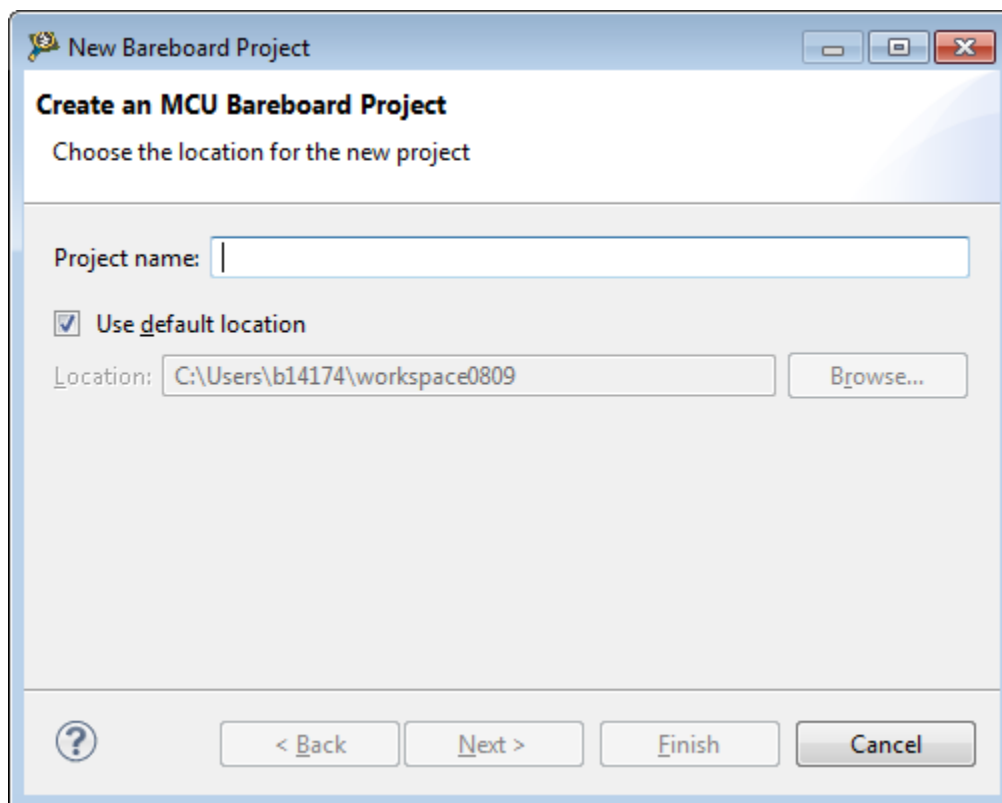 New Bareboard Project
Create an MCU Bareboard Project
Choose the location for the new project
Project name:
Use default location
Location: C:\Users\b14174\workspace0809 Browse...
? < Back Next > Finish Cancel